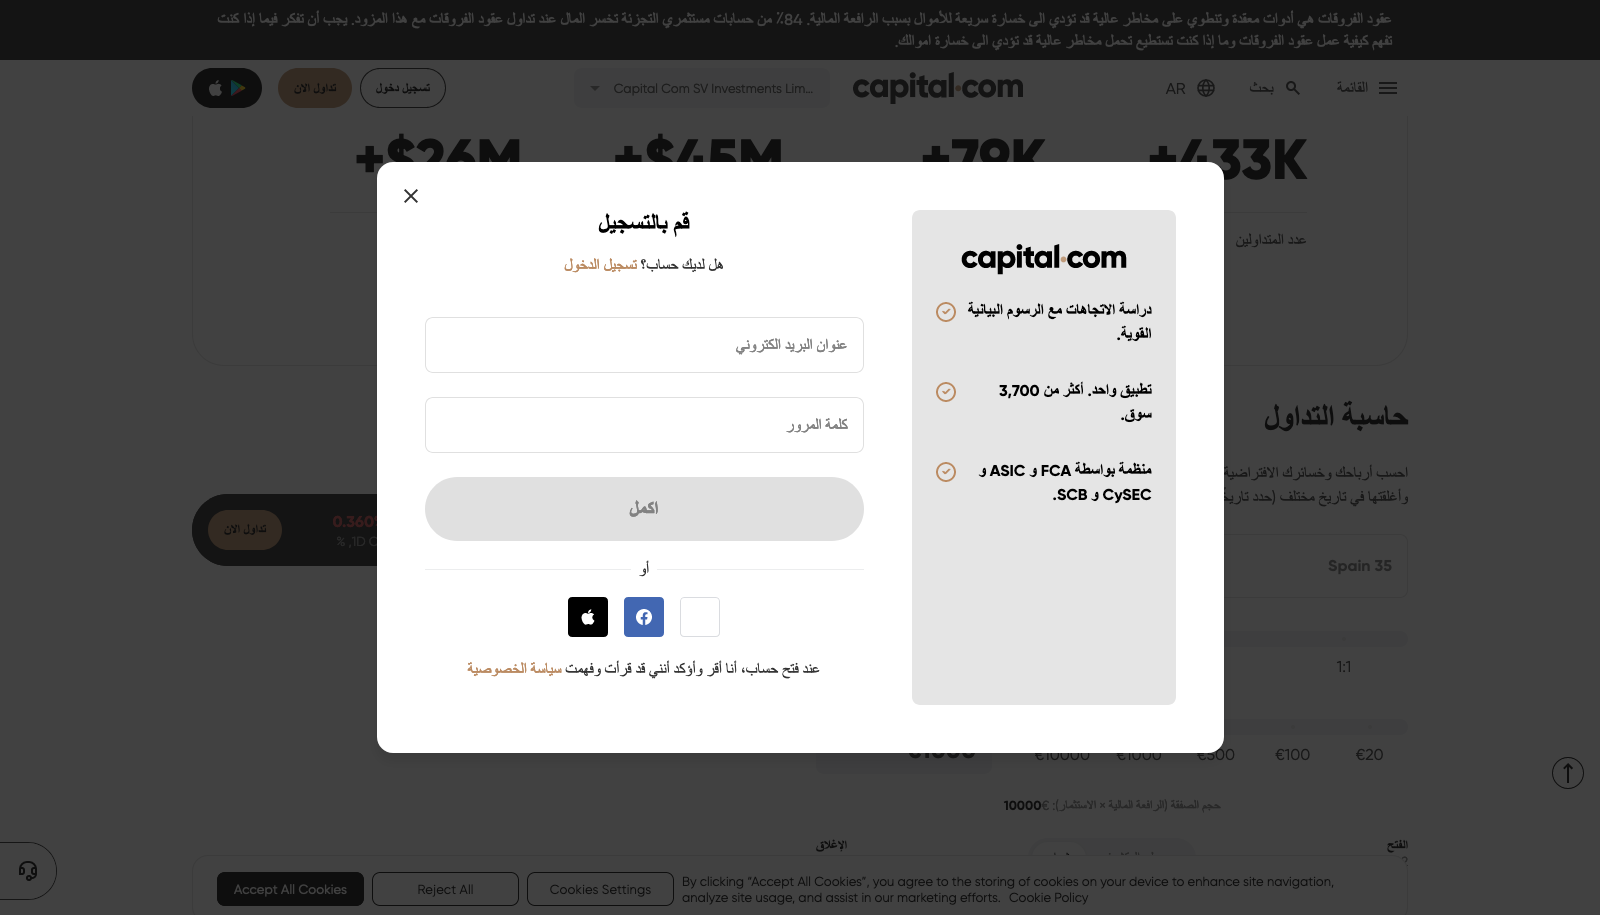 عقود الفروقات هي أدوات معقدة وتنطوي على مخاطر عالية قد تؤدي الى خسارة سريعة للأموال بسبب الرافعة المالية. 84٪ من حسابات مستثمري التجزئة تخسر المال عند تداول عقود الفروقات مع هذا المزود. يجب أن تفكر فيما إذا كنت
تفهم كيفية عمل عقود الفروقات وما إذا كنت تستطيع تحمل مخاطر عالية قد تؤدي الى خسارة اموالك.
القائمة
بحث
AR
capital.com
Capital Com SV Investments Lim...
تسجيل دخول
تداول الان
+433K
+79K
+$45M
+$26M
عدد المتداولين
قم بالتسجيل
هل لديك حساب؟ تسجيل الدخول
عنوان البريد الكتروني
كلمة المرور
اكمل
أو
عند فتح حساب، أنا أقر وأؤكد أنني قد قرأت وفهمت سياسة الخصوصية
capital.com
دراسة الاتجاهات مع الرسوم البيانية
القوية.
تطبيق واحد. أكثر من 3,700
سوق.
منظمة بواسطة FCA و ASIC و
CySEC و SCB.
حاسبة التداول
احسب أرباحك وخسائرك الافتراضية
وأغلقتها في تاريخ مختلف (حدد تاريخ
تداول الان
0.360
% ,1D
Spain 35
1:1
€20
€100
€500
€1000
€10000
حجم الصفقة (الرافعة المالية × الاستثمار): €10000
الفتح
الإغلاق
Accept All Cookies
Reject All
Cookies Settings
By clicking “Accept All Cookies”, you agree to the storing of cookies on your device to enhance site navigation,
analyze site usage, and assist in our marketing efforts. Cookie Policy